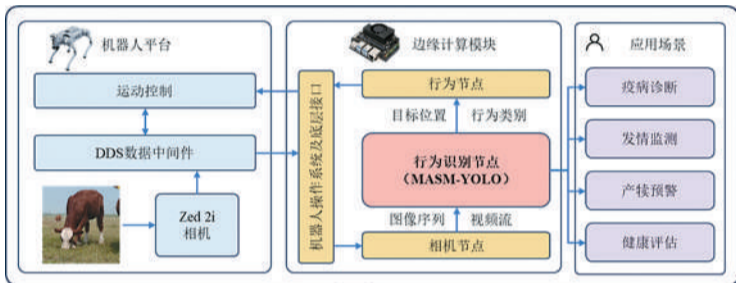 机器人平台
运动控制
DDS数据中间件
Zed 2i
相机
机器人操作系统及底层接口
边缘计算模块
行为节点
目标位置 行为类别
行为识别节点
（MASM-YOLO）
图像序列 视频流
相机节点
应用场景
疫病诊断
发情监测
产犊预警
健康评估